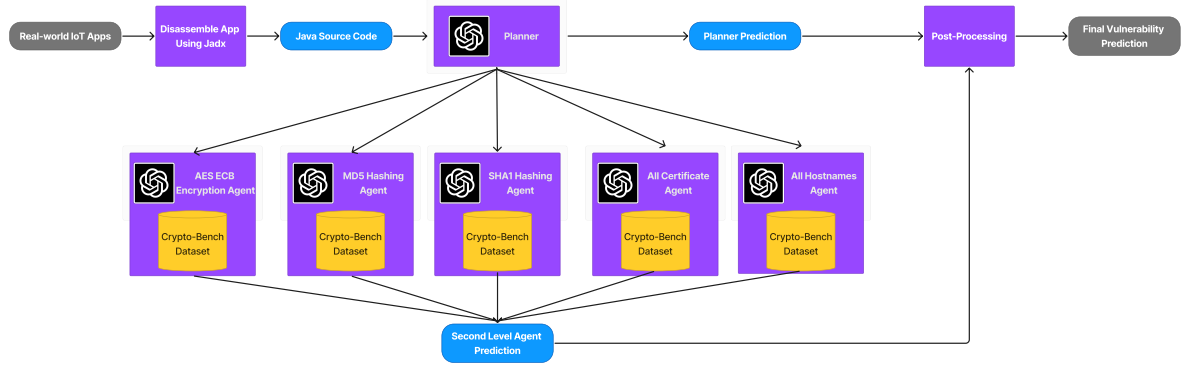 Real-world IoT Apps
Disassemble App
Using Jadx
Java Source Code
Planner
Planner Prediction
Post-Processing
Final Vulnerability
Prediction
AES ECB
Encryption Agent
Crypto-Bench
Dataset
MD5 Hashing
Agent
Crypto-Bench
Dataset
SHA1 Hashing
Agent
Crypto-Bench
Dataset
All Certificate
Agent
Crypto-Bench
Dataset
All Hostnames
Agent
Crypto-Bench
Dataset
Second Level Agent
Prediction